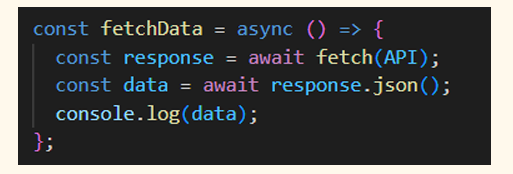 const fetchData = async () => {
const response = await fetch(API);
const data = await response.json();
console.log(data);
};